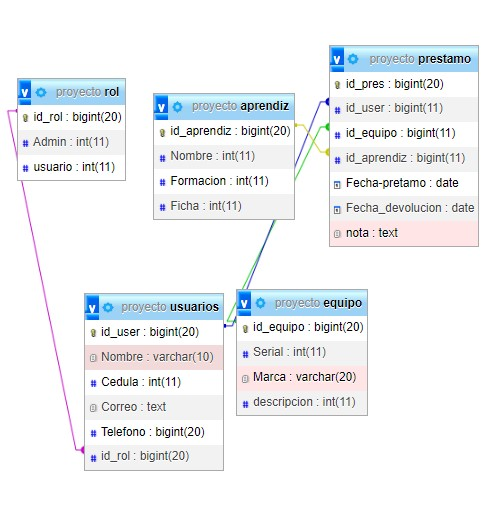 proyecto rol
id_rol : bigint(20)
Admin : int(11)
usuario : int(11)
proyecto aprendiz
id_aprendiz : bigint(20)
Nombre : int(11)
Formacion : int(11)
Ficha : int(11)
proyecto prestamo
id_pres : bigint(20)
id_user : bigint(11)
id_equipo : bigint(11)
id_aprendiz : bigint(11)
Fecha-pretamo : date
Fecha_devolucion : date
nota : text
proyecto usuarios
id_user : bigint(20)
Nombre : varchar(10)
Cedula : int(11)
Correo : text
Telefono : bigint(20)
id_rol : bigint(20)
proyecto equipo
id_equipo : bigint(20)
Serial : int(11)
Marca : varchar(20)
descripcion : int(11)